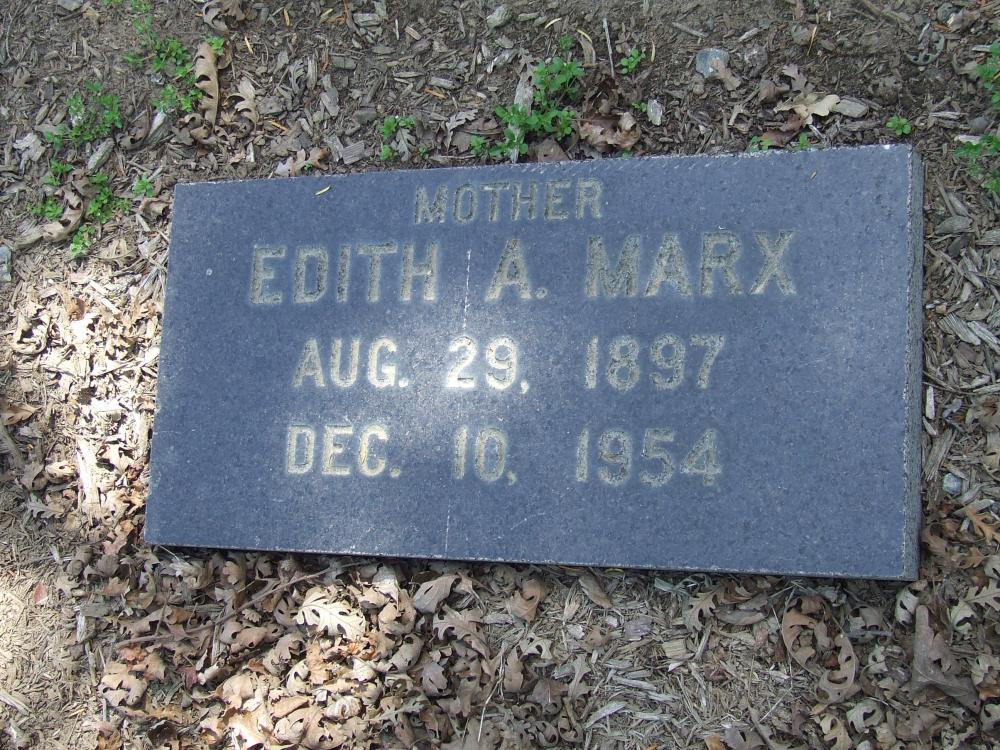 MOTHER
EDITH A. MARX
AUG. 29, 1897
DEC. 10, 1954